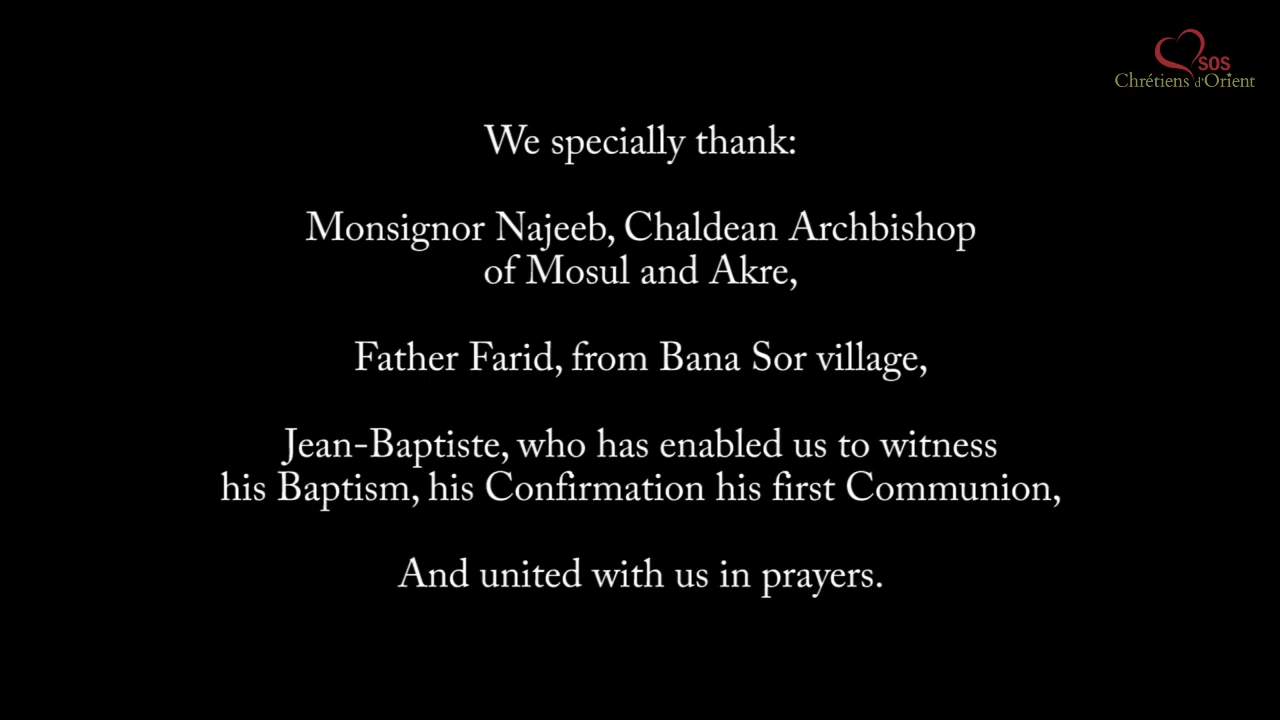 SOS
Chrétiens d'Orient
We specially thank:
Monsignor Najeeb, Chaldean Archbishop
of Mosul and Akre,
Father Farid, from Bana Sor village,
Jean-Baptiste, who has enabled us to witness
his Baptism, his Confirmation his first Communion,
And united with us in prayers.